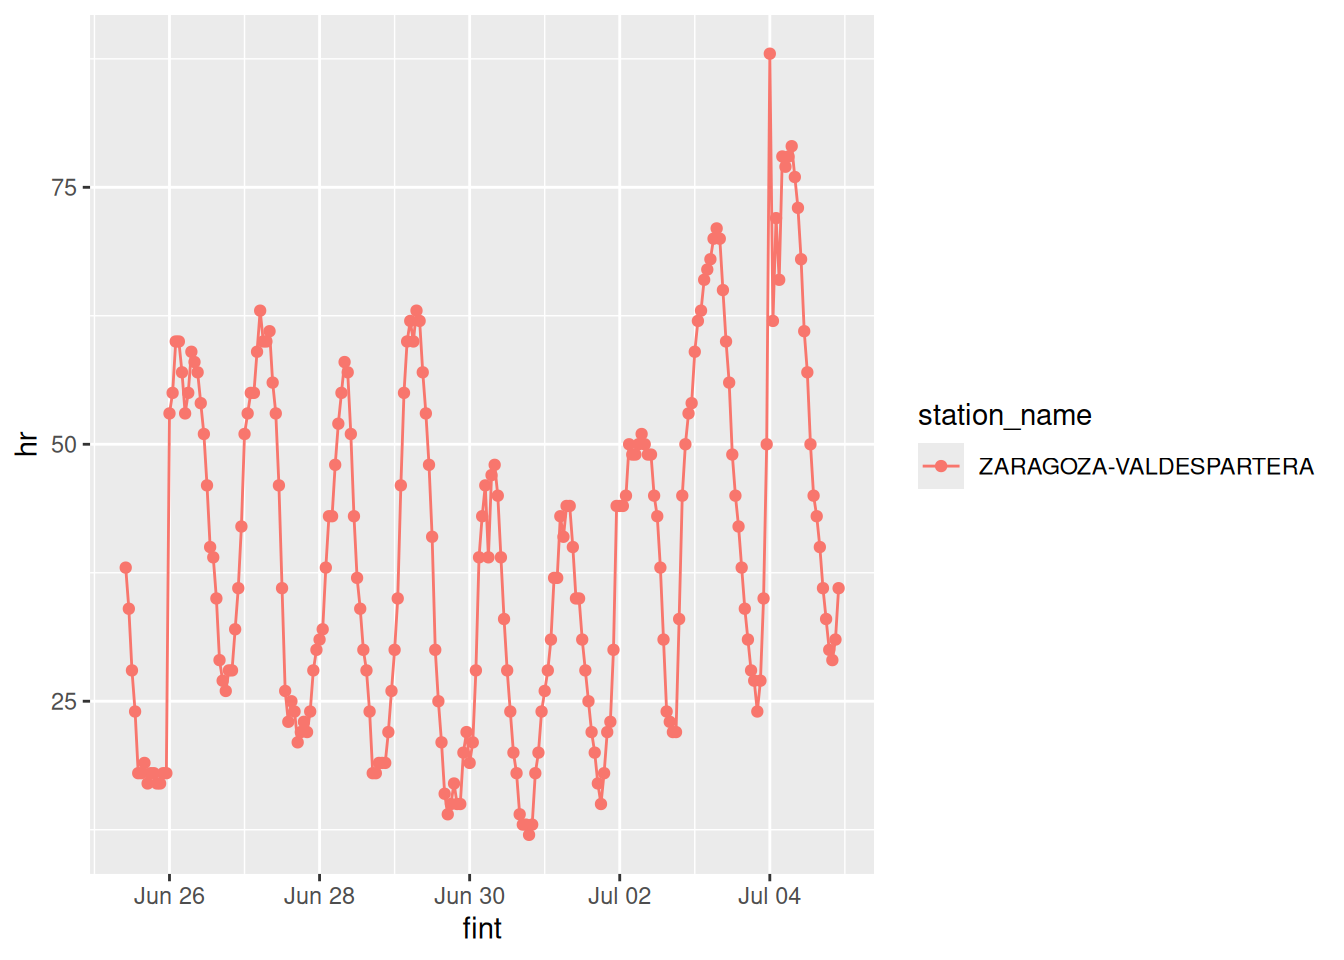 75
50
25
hr
Jun 26
Jun 28
Jun 30
Jul 02
Jul 04
fint
station_name
ZARAGOZA-VALDESPARTERA